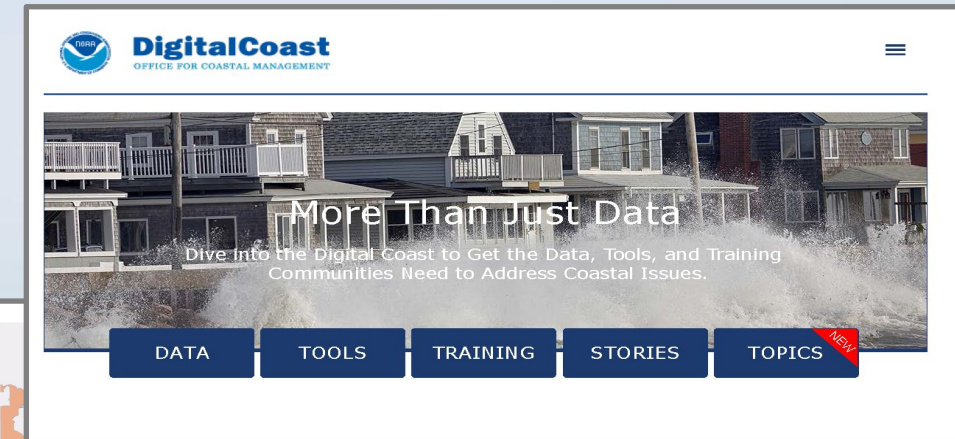 NOAA
DigitalCoast
OFFICE FOR COASTAL MANAGEMENT
More Than Just Data
Dive into the Digital Coast to Get the Data, Tools, and Training
Communities Need to Address Coastal Issues.
DATA TOOLS TRAINING STORIES TOPICS NEW